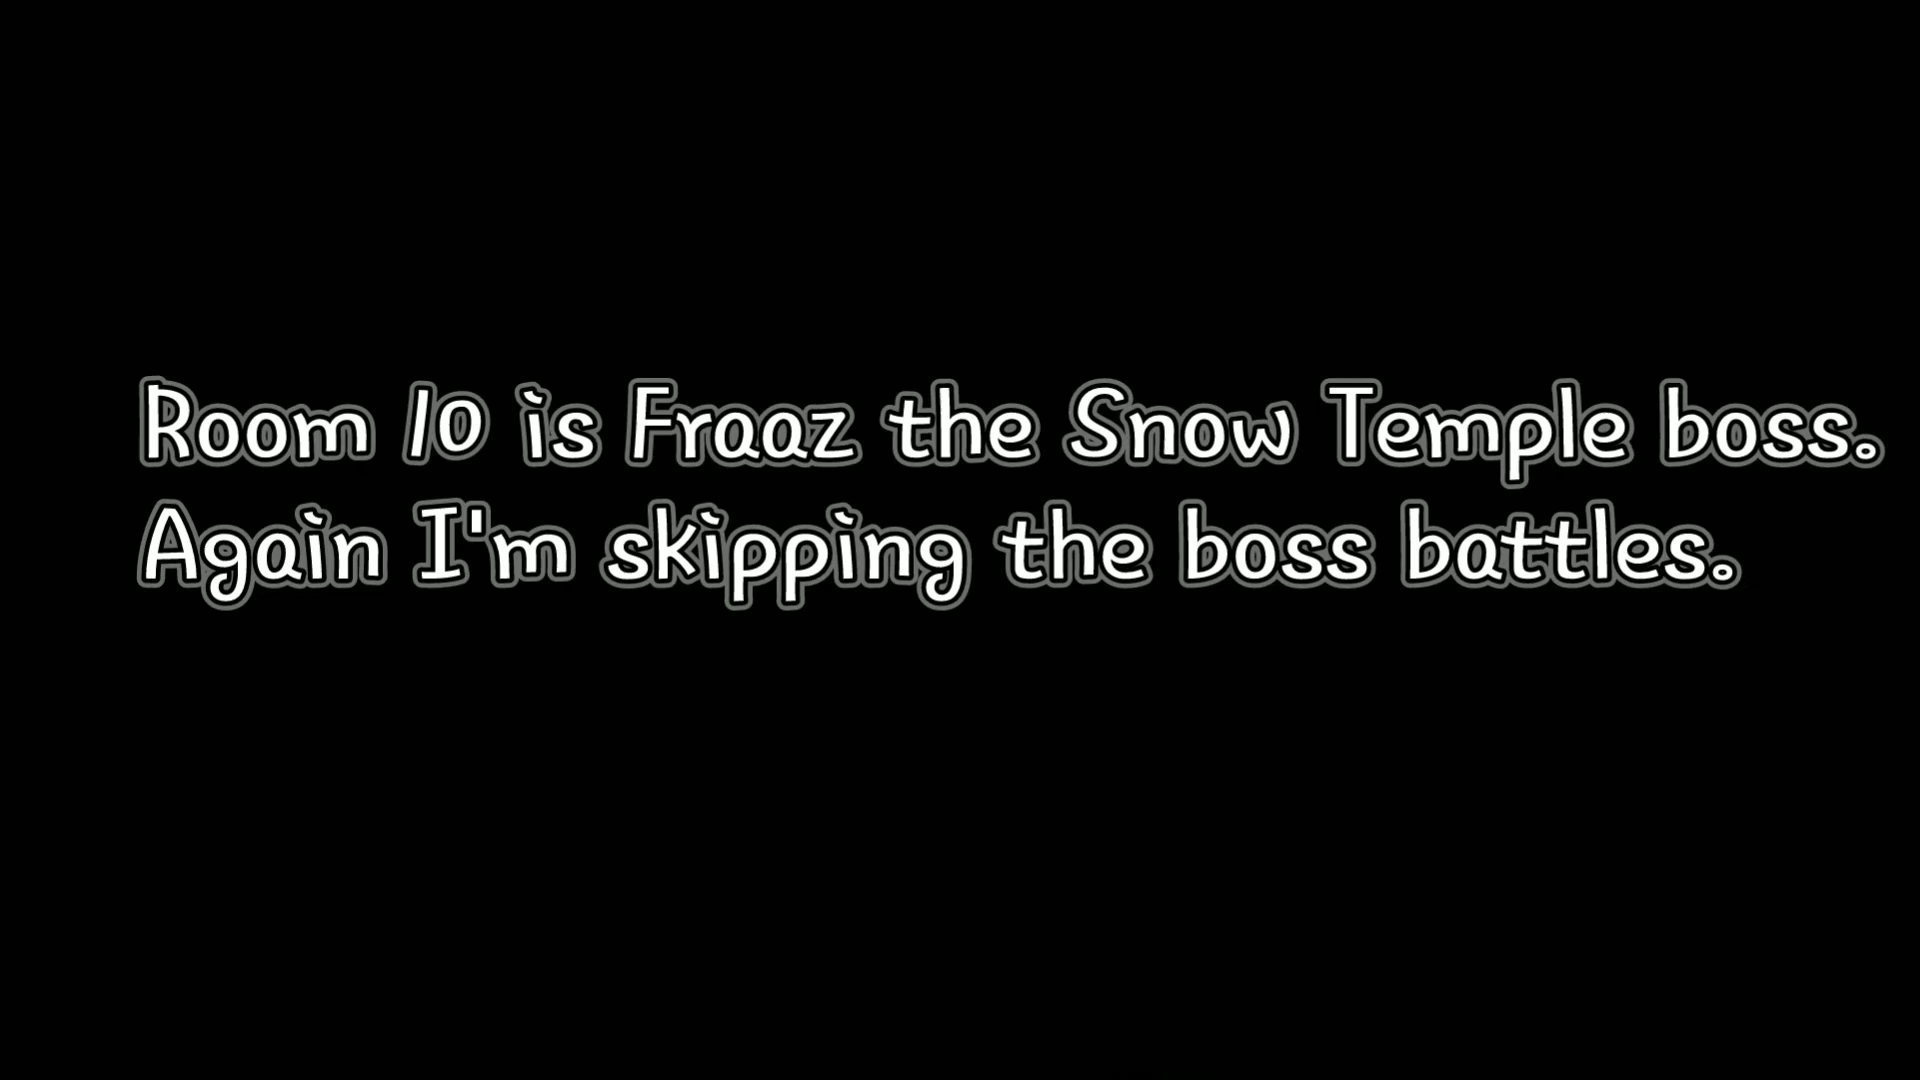 Room 10 is Fraaz the Snow Temple boss.
Again I'm skipping the boss battles.